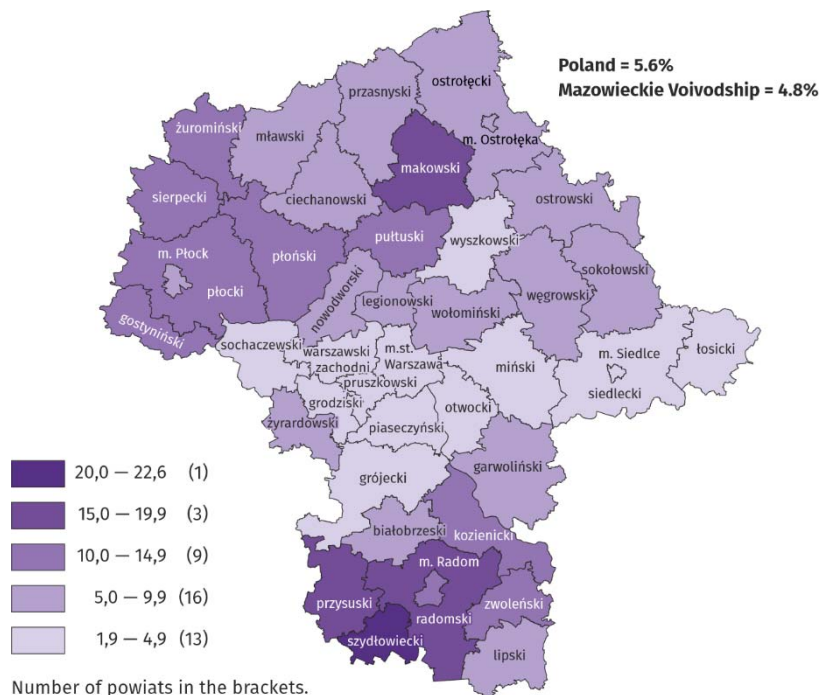 Poland = 5.6%
Mazowieckie Voivodship = 4.8%
ostrołęcki
przasnyski
m. Ostrołęka
żuromiński
mławski
makowski
sierpecki
ciechanowski
ostrowski
pułtuski
wyszkowski
m. Płock
płoński
sokołowski
płocki
nowodworski
legionowski
węgrowski
wołomiński
gostyniński
sochaczewski
warszawski
zachodni
m.st.
Warszawa
m. Siedlce
łosicki
miński
pruszkowski
siedlecki
grodziski
otwocki
piaseczyński
żyrardowski
garwoliński
grójecki
białobrzeski
kozienicki
m. Radom
przysuski
zwoleński
radomski
szydłowiecki
lipski
20,0 — 22,6 (1)
15,0 — 19,9 (3)
10,0 — 14,9 (9)
5,0 — 9,9 (16)
1,9 — 4,9 (13)
Number of powiats in the brackets.